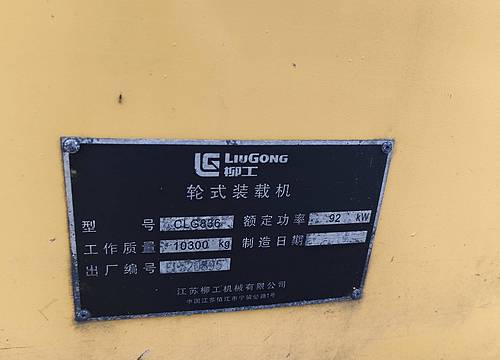 LIUGONG
柳工
轮式装载机
型 号 CLG836 额定功率 92 kW
工作质量 10300 kg 制造日期
出厂编号
江苏柳工机械有限公司